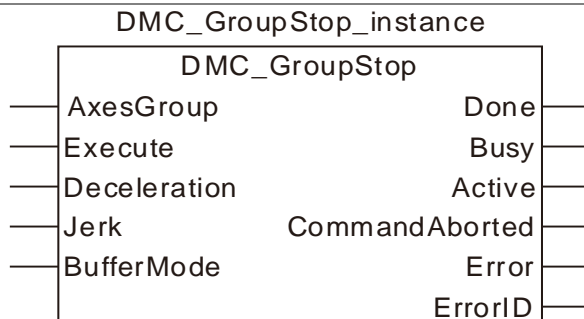 DMC_GroupStop_instance
DMC_GroupStop
AxesGroup Done
Execute Busy
Deceleration Active
Jerk CommandAborted
BufferMode Error
ErrorID